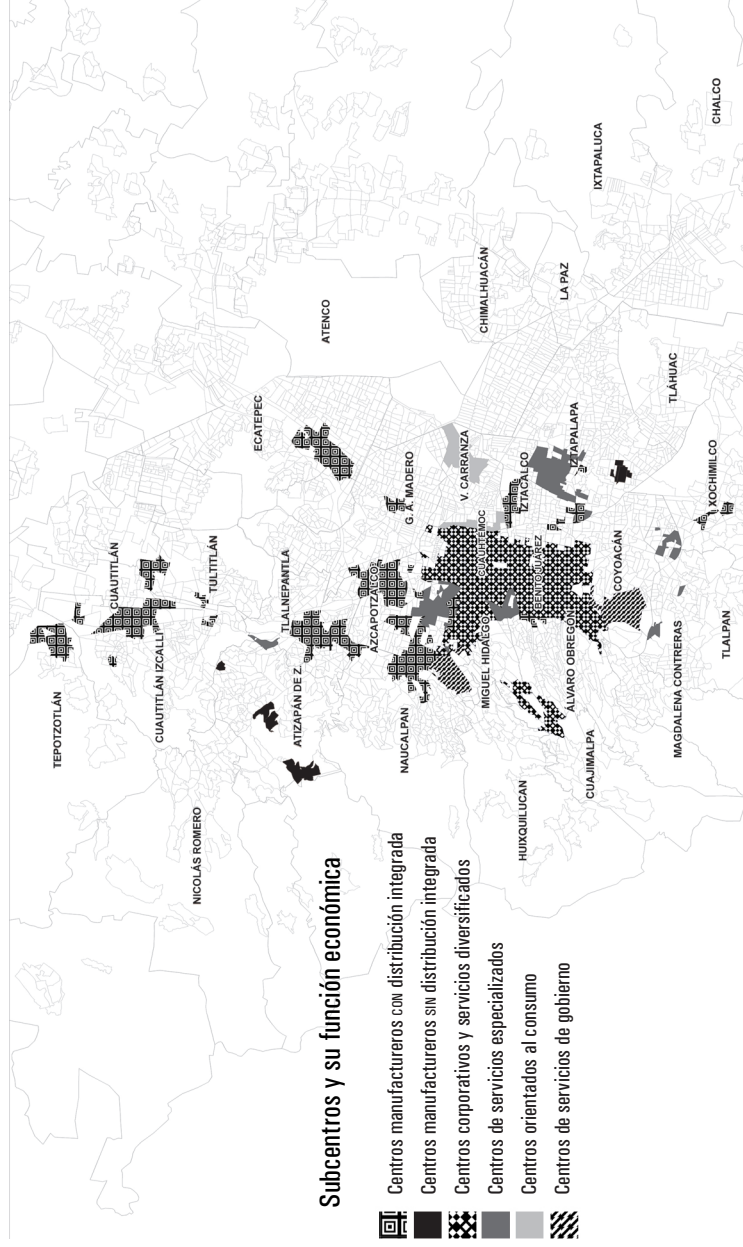 Subcentros y su función económica
Centros manufactureros CON distribución integrada
Centros manufactureros SIN distribución integrada
Centros corporativos y servicios diversificados
Centros de servicios especializados
Centros orientados al consumo
Centros de servicios de gobierno
TEPOTZOTLÁN
CUAUTITLÁN
CUAUTITLÁN IZCALLI
NICOLÁS ROMERO
TULTITLÁN
ECATEPEC
TLALNEPANTLA
ATIZAPÁN DE Z.
ATENCO
AZCAPOTZALCO
NAUCALPAN
G. A. MADERO
V. CARRANZA
CUAUHTEMOC
MIGUEL HIDALGO
CHIMALHUACÁN
HUIXQUILUCAN
IZTACALCO
BENITO JUAREZ
LA PAZ
ÁLVARO OBREGÓN
CUAJIMALPA
IZTAPALAPA
IXTAPALUCA
COYOACÁN
TLÁHUAC
MAGDALENA CONTRERAS
XOCHIMILCO
TLALPAN
CHALCO